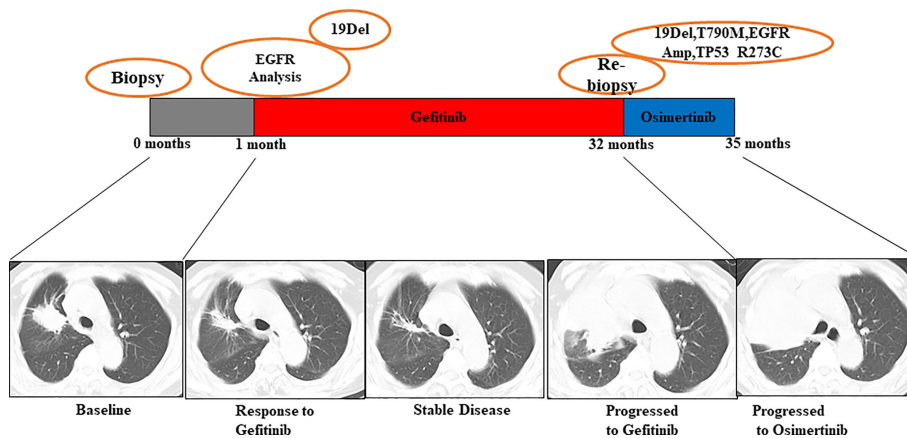 19Del
19Del,T790M,EGFR
Amp,TP53 R273C
Biopsy
EGFR
Analysis
Re-
biopsy
Gefitinib
Osimertinib
0 months
1 month
32 months
35 months
Baseline
Response to
Gefitinib
Stable Disease
Progressed
to Gefitinib
Progressed
to Osimertinib